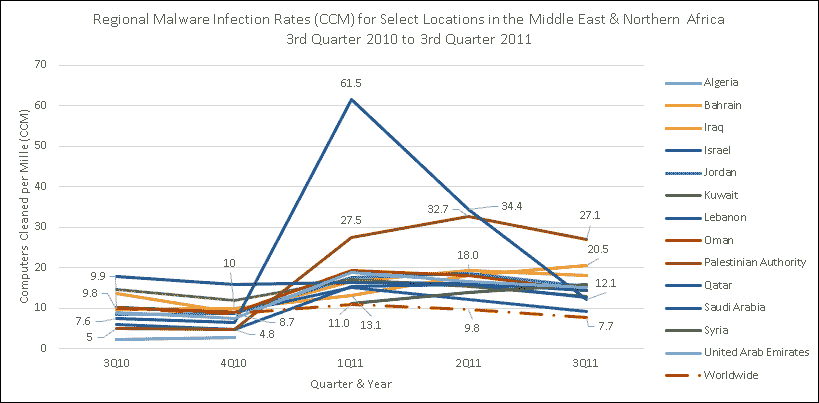 Regional Malware Infection Rates (CCM) for Select Locations in the Middle East & Northern Africa
3rd Quarter 2010 to 3rd Quarter 2011
Computers Cleaned per Mille (CCM)
70
60
50
40
30
20
10
0
9.9
9.8
7.6
5
10
8.7
4.8
61.5
27.5
11.0
13.1
32.7
34.4
18.0
9.8
27.1
20.5
12.1
7.7
3Q10
4Q10
1Q11
2Q11
3Q11
Quarter & Year
Algeria
Bahrain
Iraq
Israel
Jordan
Kuwait
Lebanon
Oman
Palestinian Authority
Qatar
Saudi Arabia
Syria
United Arab Emirates
Worldwide